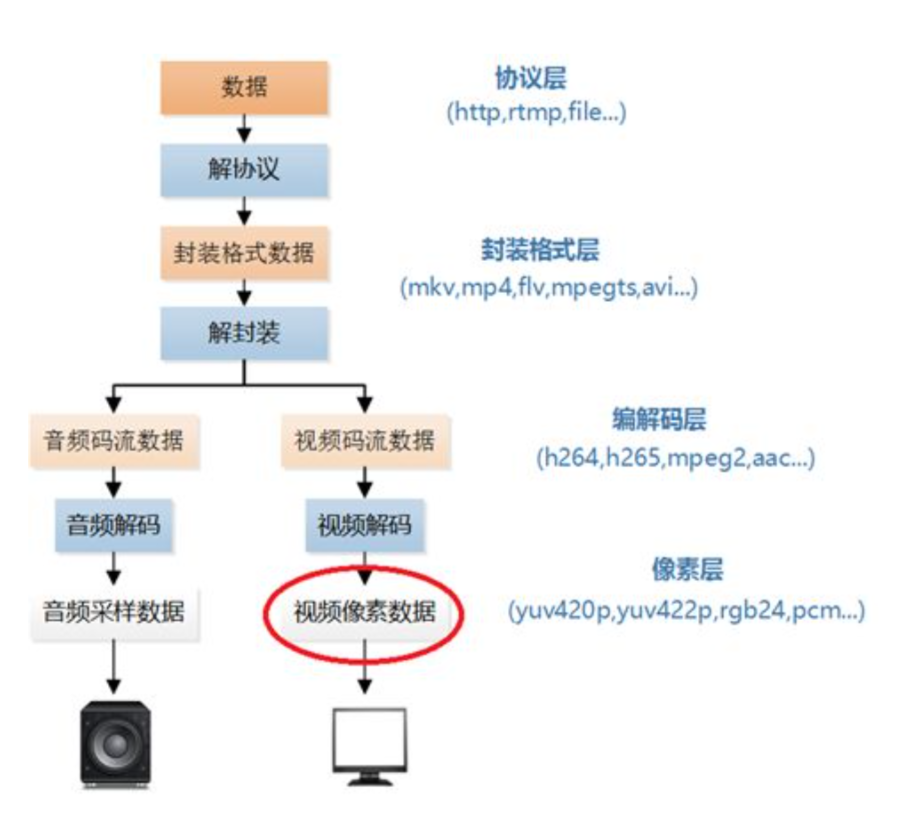 数据
协议层
(http,rtmp,file...)
解协议
封装格式数据
封装格式层
(mkv,mp4,flv,mpegts,avi...)
解封装
音频码流数据
视频码流数据
编解码层
(h264,h265,mpeg2,aac...)
音频解码
视频解码
像素层
(yuv420p,yuv422p,rgb24,pcm...)
音频采样数据
视频像素数据